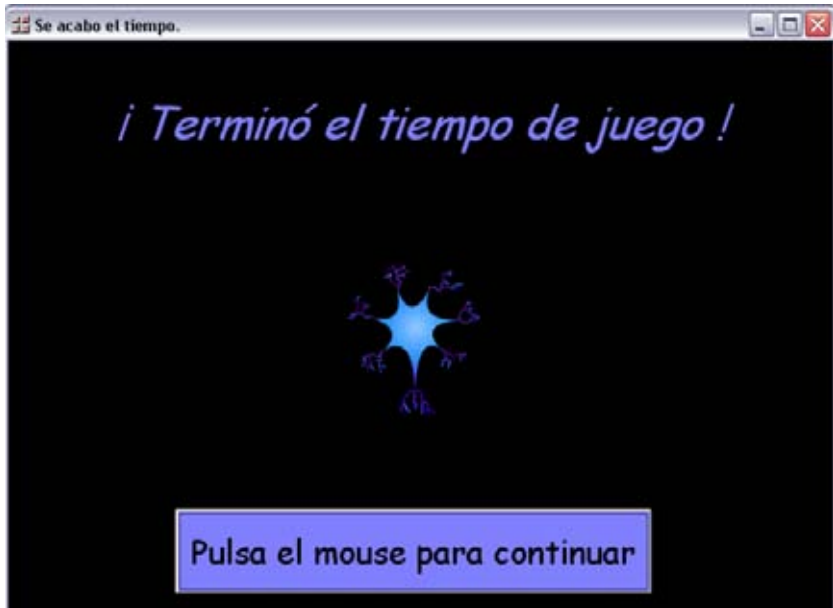 Se acabo el tiempo.
¡ Terminó el tiempo de juego !
Pulsa el mouse para continuar